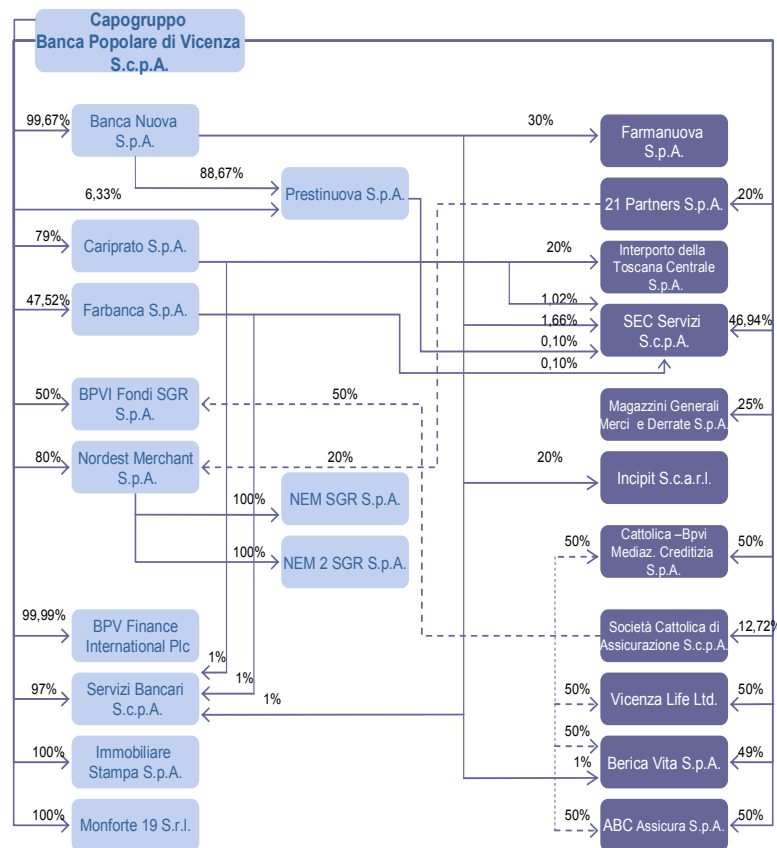 Capogruppo
Banca Popolare di Vicenza
S.c.p.A.
99,67%
Banca Nuova
S.p.A.
30%
Farmanuova
S.p.A.
88,67%
6,33%
Prestinuova S.p.A.
21 Partners S.p.A.
20%
79%
Cariprato S.p.A.
20%
Interporto della
Toscana Centrale
S.p.A.
47,52%
Farbanca S.p.A.
1,02%
1,66%
0,10%
0,10%
SEC Servizi
S.c.p.A.
46,94%
50%
BPVI Fondi SGR
S.p.A.
50%
Magazzini Generali
Merci e Derrate S.p.A.
25%
80%
Nordest Merchant
S.p.A.
20%
100%
NEM SGR S.p.A.
20%
Incipit S.c.a.r.l.
100%
NEM 2 SGR S.p.A.
50%
Cattolica –Bpvi
Mediaz. Creditizia
S.p.A.
50%
99,99%
BPV Finance
International Plc
Società Cattolica di
Assicurazione S.c.p.A.
12,72%
1%
97%
Servizi Bancari
S.c.p.A.
1%
1%
50%
Vicenza Life Ltd.
50%
100%
Immobiliare
Stampa S.p.A.
50%
1%
Berica Vita S.p.A.
49%
100%
Monforte 19 S.r.l.
50%
ABC Assicura S.p.A.
50%